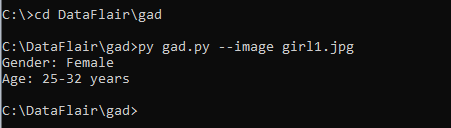 C:\>cd DataFlair\gad
C:\DataFlair\gad>py gad.py --image girl1.jpg
Gender: Female
Age: 25-32 years
C:\DataFlair\gad>